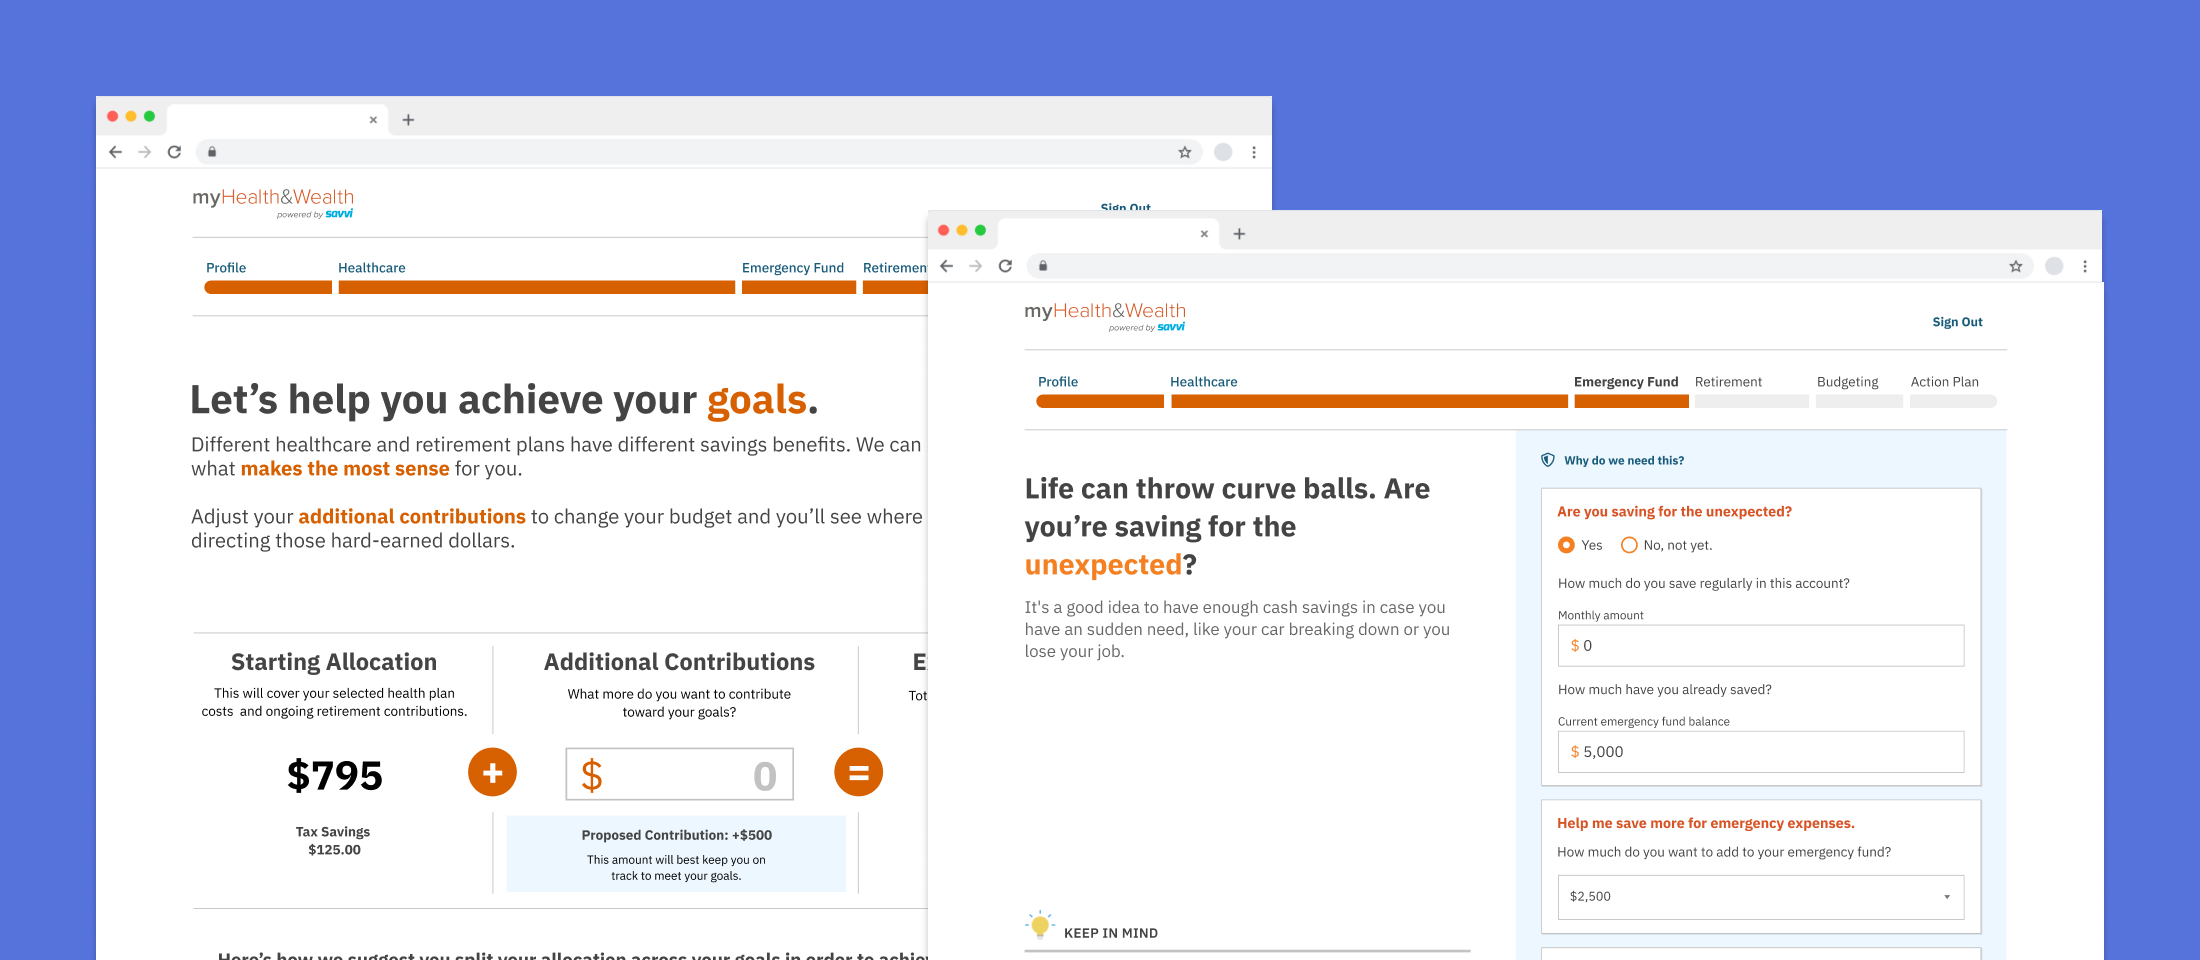 myHealth&Wealth
powered by savvi
Sign Out
Profile
Healthcare
Emergency Fund
Let's help you achieve your goals.
Different healthcare and retirement plans have different savings benefits. We can
what makes the most sense for you.
Adjust your additional contributions to change your budget and you'll see where
directing those hard-earned dollars.
Starting Allocation
This will cover your selected health plan
costs and ongoing retirement contributions.
$795
Tax Savings
$125.00
+
Additional Contributions
What more do you want to contribute
toward your goals?
$ 0
Proposed Contribution: +$500
This amount will best keep you on
track to meet your goals.
=
Here's how we suggest you split your allocation across your goals in order to
myHealth&Wealth
powered by savvi
Sign Out
Profile
Healthcare
Emergency Fund
Retirement
Budgeting
Action Plan
Life can throw curve balls. Are
you're saving for the
unexpected?
It's a good idea to have enough cash savings in case you
have an sudden need, like your car breaking down or you
lose your job.
KEEP IN MIND
Why do we need this?
Are you saving for the unexpected?
Yes
No, not yet.
How much do you save regularly in this account?
Monthly amount
$ 0
How much have you already saved?
Current emergency fund balance
$ 5,000
Help me save more for emergency expenses.
How much do you want to add to your emergency fund?
$2,500